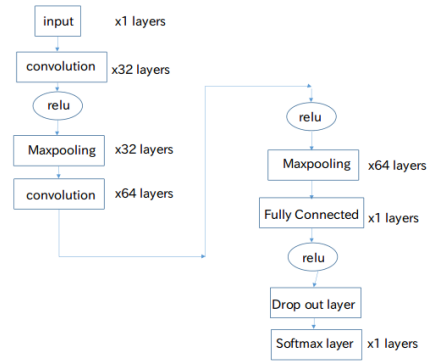 input x1 layers
convolution x32 layers
relu
Maxpooling x32 layers
convolution x64 layers
relu
Maxpooling x64 layers
Fully Connected x1 layers
relu
Drop out layer
Softmax layer x1 layers